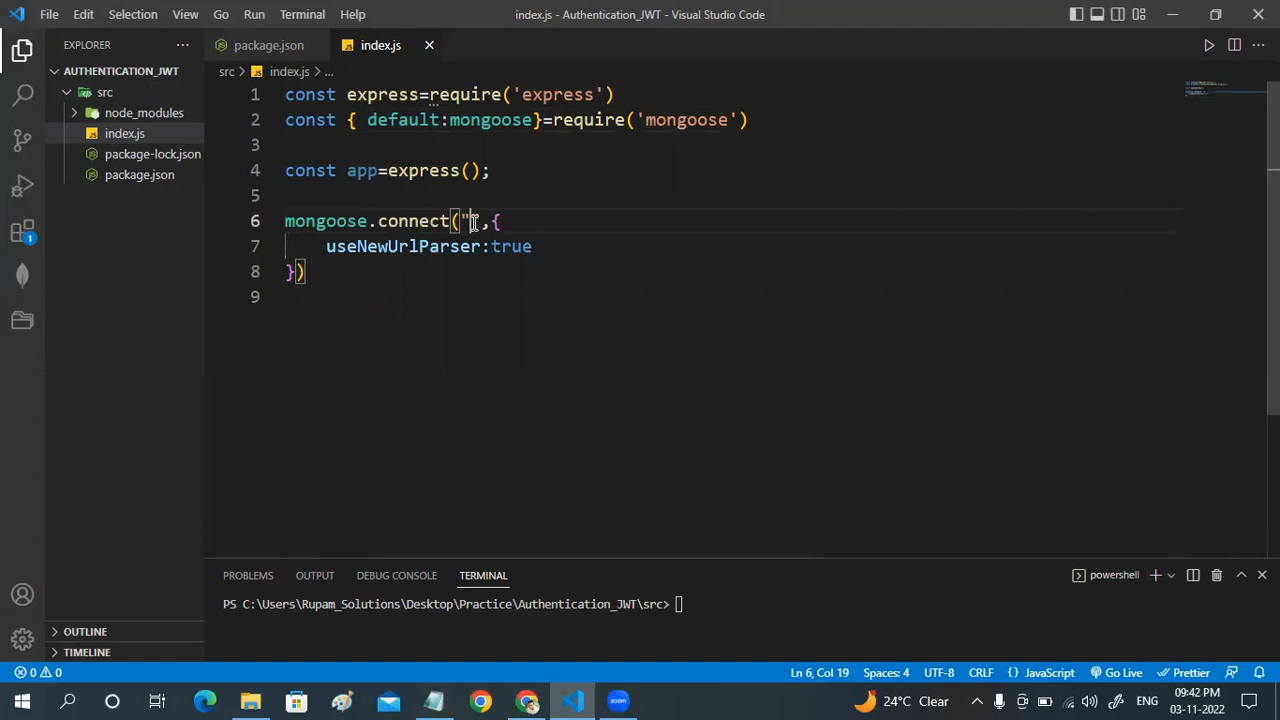 File Edit Selection View Go Run Terminal Help
index.js - Authentication_JWT - Visual Studio Code
EXPLORER
package.json
index.js
AUTHENTICATION_JWT
src > index.js > ...
src
node_modules
index.js
package-lock.json
package.json
1 const express=require('express')
2 const { default:mongoose}=require('mongoose')
3
4 const app=express();
5
6 mongoose.connect("",{
7 useNewUrlParser:true
8 })
9
1
PROBLEMS OUTPUT DEBUG CONSOLE TERMINAL
powershell
PS C:\Users\Rupam_Solutions\Desktop\Practice\Authentication_JWT\src>
OUTLINE
TIMELINE
0 0
Ln 6, Col 19 Spaces: 4 UTF-8 CRLF {} JavaScript Go Live Prettier
zoom
24°C Clear
ENG
09:42 PM
03-11-2022